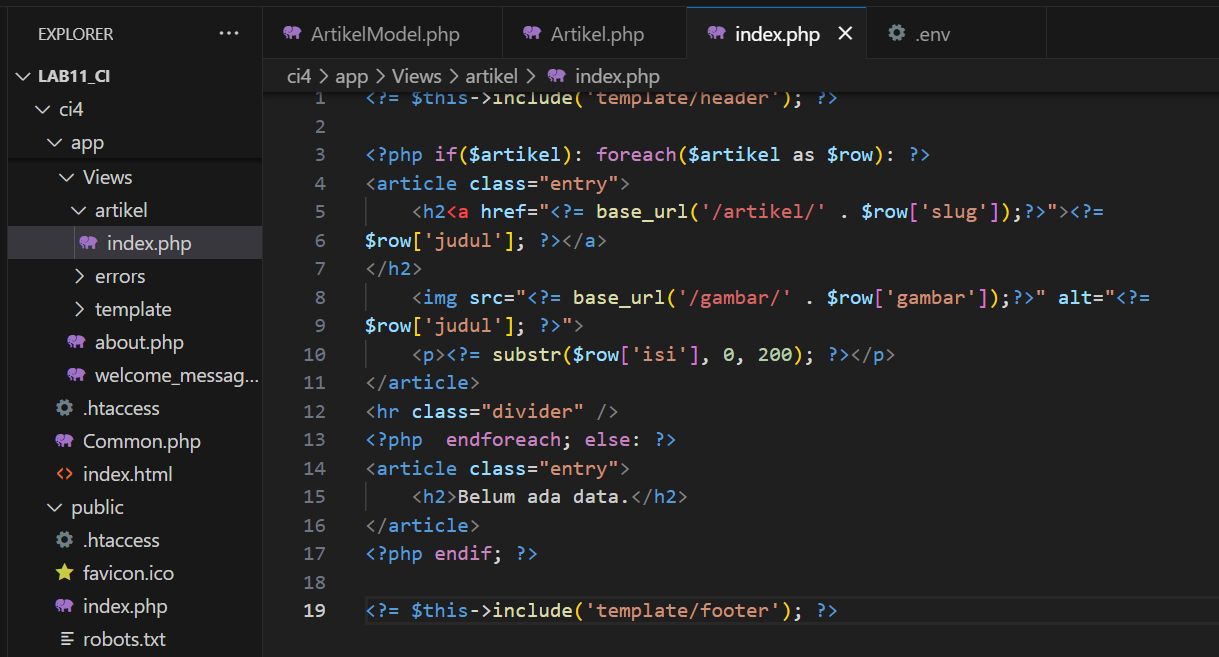 EXPLORER ...
LAB11_CI
ci4
app
Views
artikel
index.php
errors
template
about.php
welcome_messag...
.htaccess
Common.php
index.html
public
.htaccess
favicon.ico
index.php
robots.txt
ArtikelModel.php Artikel.php index.php .env
ci4 > app > Views > artikel > index.php
1 <?= $this->include('template/header'); ?>
2
3 <?php if($artikel): foreach($artikel as $row): ?>
4 <article class="entry">
5     <h2<a href="<?= base_url('/artikel/' . $row['slug']);?>"><?=
6 $row['judul']; ?></a>
7 </h2>
8     <img src="<?= base_url('/gambar/' . $row['gambar']);?>" alt="<?=
9 $row['judul']; ?>">
10     <p><?= substr($row['isi'], 0, 200); ?></p>
11 </article>
12 <hr class="divider" />
13 <?php  endforeach; else: ?>
14 <article class="entry">
15     <h2>Belum ada data.</h2>
16 </article>
17 <?php endif; ?>
18
19 <?= $this->include('template/footer'); ?>